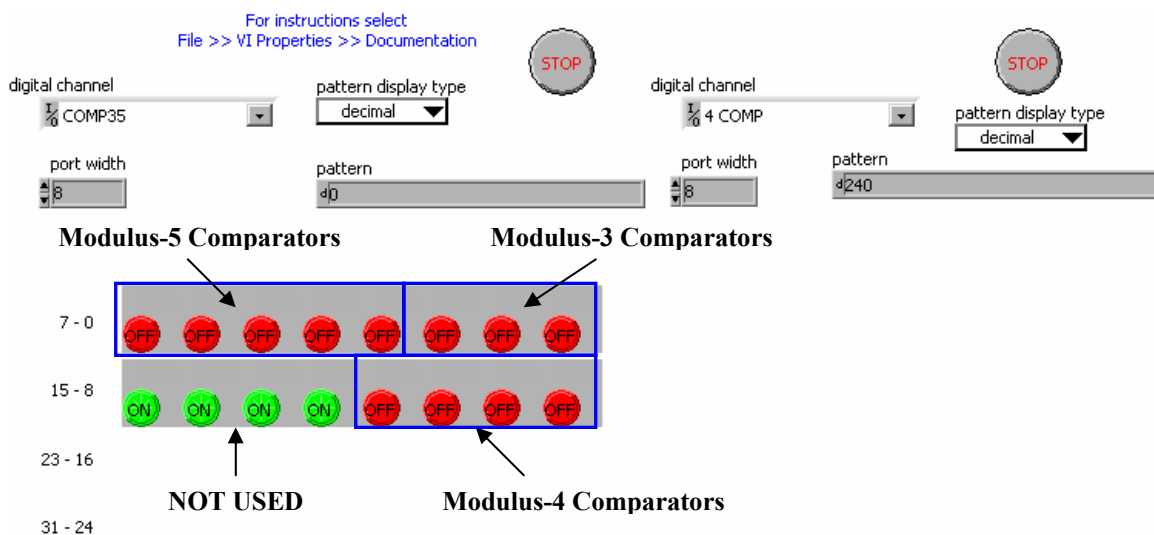 For instructions select
File >> VI Properties >> Documentation
STOP
STOP
digital channel
I/O COMP35
pattern display type
decimal
digital channel
I/O 4 COMP
pattern display type
decimal
port width
8
pattern
d 0
port width
8
pattern
d 240
Modulus-5 Comparators
Modulus-3 Comparators
7 - 0
OFF OFF OFF OFF OFF OFF OFF OFF
15 - 8
ON ON ON ON OFF OFF OFF OFF
23 - 16
NOT USED
Modulus-4 Comparators
31 - 24